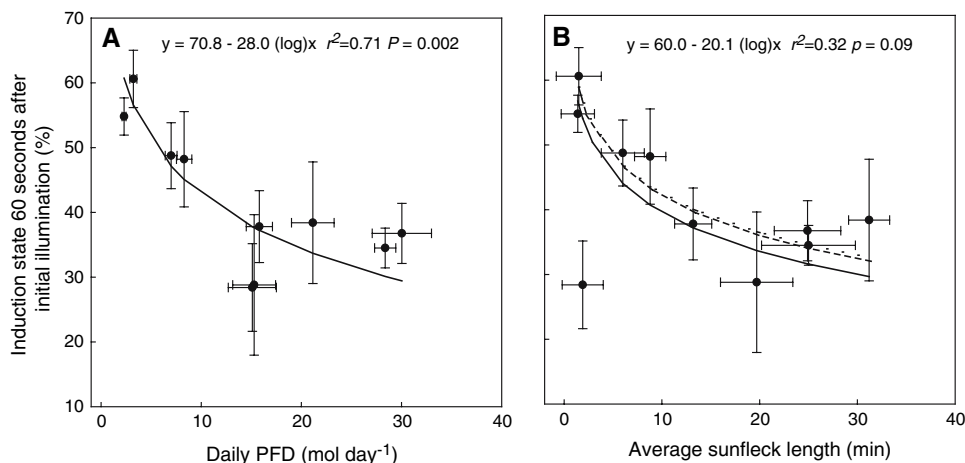 A
y = 70.8 - 28.0 (log)x r²=0.71 P = 0.002
B
y = 60.0 - 20.1 (log)x r²=0.32 p = 0.09
Induction state 60 seconds after
initial illumination (%)
70
60
50
40
30
20
10
0 10 20 30 40
0 10 20 30 40
Daily PFD (mol day⁻¹)
Average sunfleck length (min)